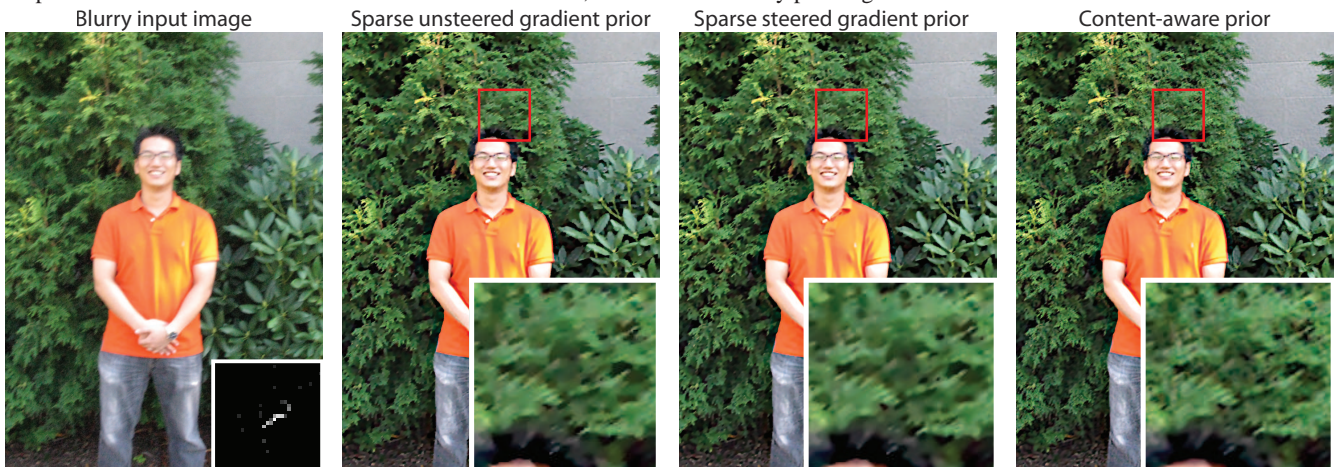 Blurry input image
Sparse unsteered gradient prior
Sparse steered gradient prior
Content-aware prior